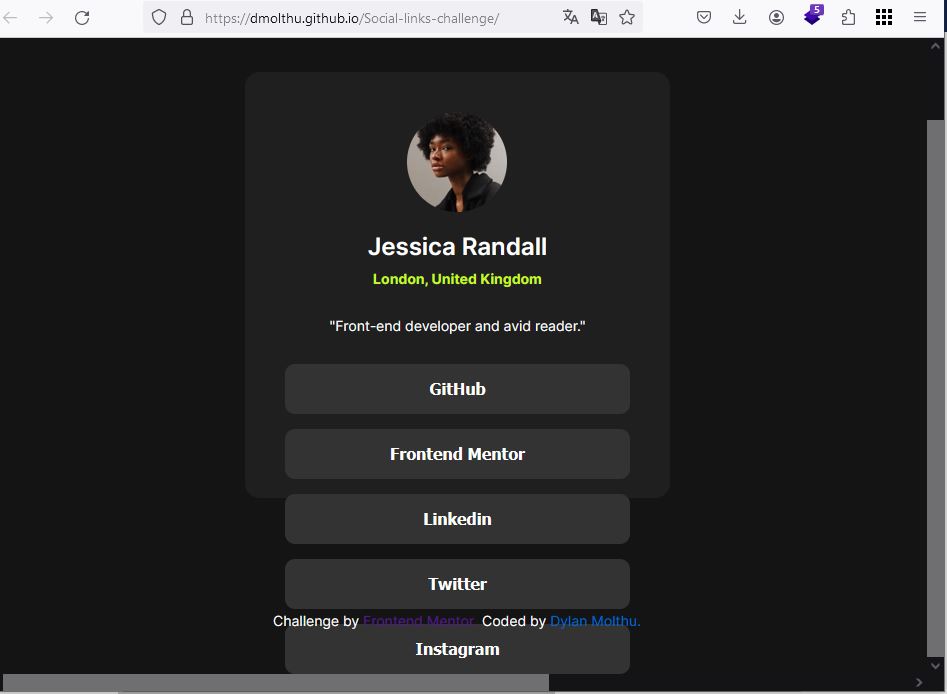 https://dmolthu.github.io/Social-links-challenge/
5
Jessica Randall
London, United Kingdom
"Front-end developer and avid reader."
GitHub
Frontend Mentor
Linkedin
Twitter
Challenge by Frontend Mentor. Coded by Dylan Molthu.
Instagram